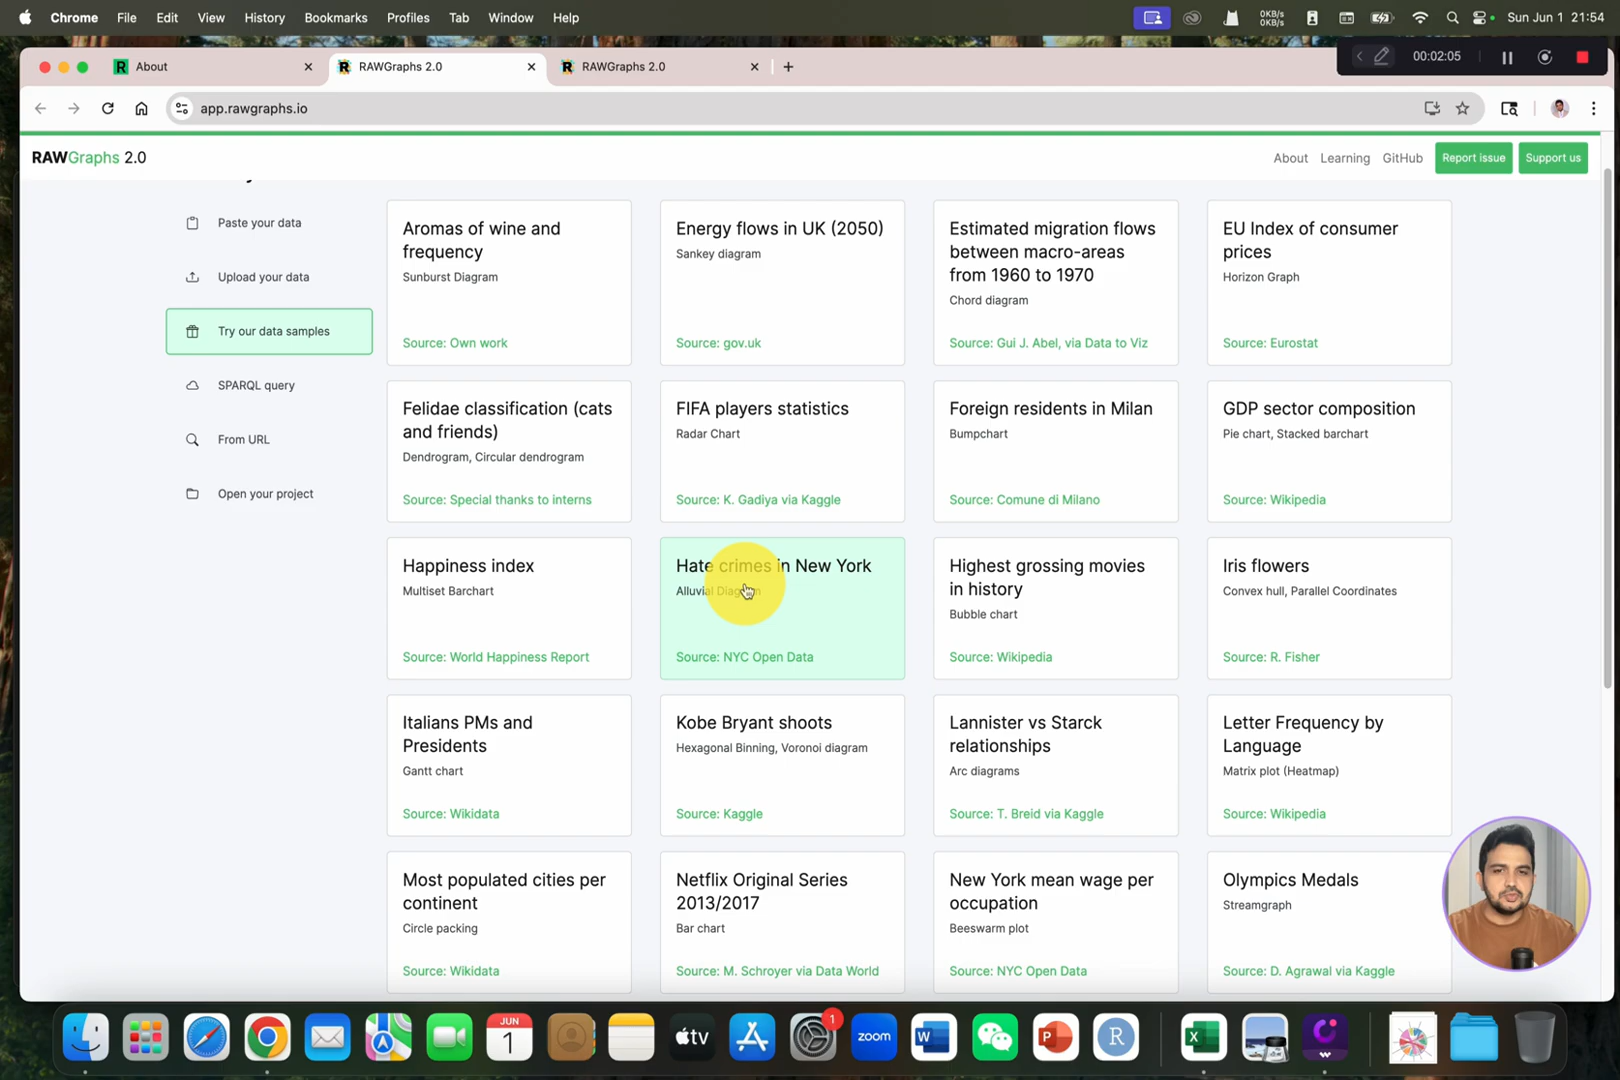 Chrome File Edit View History Bookmarks Profiles Tab Window Help
0KB/s
0KB/s
Sun Jun 1 21:54
About
RAWGraphs 2.0
RAWGraphs 2.0
00:02:05
app.rawgraphs.io
RAWGraphs 2.0
About Learning GitHub Report issue Support us
Paste your data
Upload your data
Try our data samples
SPARQL query
From URL
Open your project
Aromas of wine and
frequency
Sunburst Diagram
Source: Own work
Energy flows in UK (2050)
Sankey diagram
Source: gov.uk
Estimated migration flows
between macro-areas
from 1960 to 1970
Chord diagram
Source: Gui J. Abel, via Data to Viz
EU Index of consumer
prices
Horizon Graph
Source: Eurostat
Felidae classification (cats
and friends)
Dendrogram, Circular dendrogram
Source: Special thanks to interns
FIFA players statistics
Radar Chart
Source: K. Gadiya via Kaggle
Foreign residents in Milan
Bumpchart
Source: Comune di Milano
GDP sector composition
Pie chart, Stacked barchart
Source: Wikipedia
Happiness index
Multiset Barchart
Source: World Happiness Report
Hate crimes in New York
Alluvial Diagram
Source: NYC Open Data
Highest grossing movies
in history
Bubble chart
Source: Wikipedia
Iris flowers
Convex hull, Parallel Coordinates
Source: R. Fisher
Italians PMs and
Presidents
Gantt chart
Source: Wikidata
Kobe Bryant shoots
Hexagonal Binning, Voronoi diagram
Source: Kaggle
Lannister vs Starck
relationships
Arc diagrams
Source: T. Breid via Kaggle
Letter Frequency by
Language
Matrix plot (Heatmap)
Source: Wikipedia
Most populated cities per
continent
Circle packing
Source: Wikidata
Netflix Original Series
2013/2017
Bar chart
Source: M. Schroyer via Data World
New York mean wage per
occupation
Beeswarm plot
Source: NYC Open Data
Olympics Medals
Streamgraph
Source: D. Agrawal via Kaggle
JUN
1
tv
1
zoom
W
P
R
X